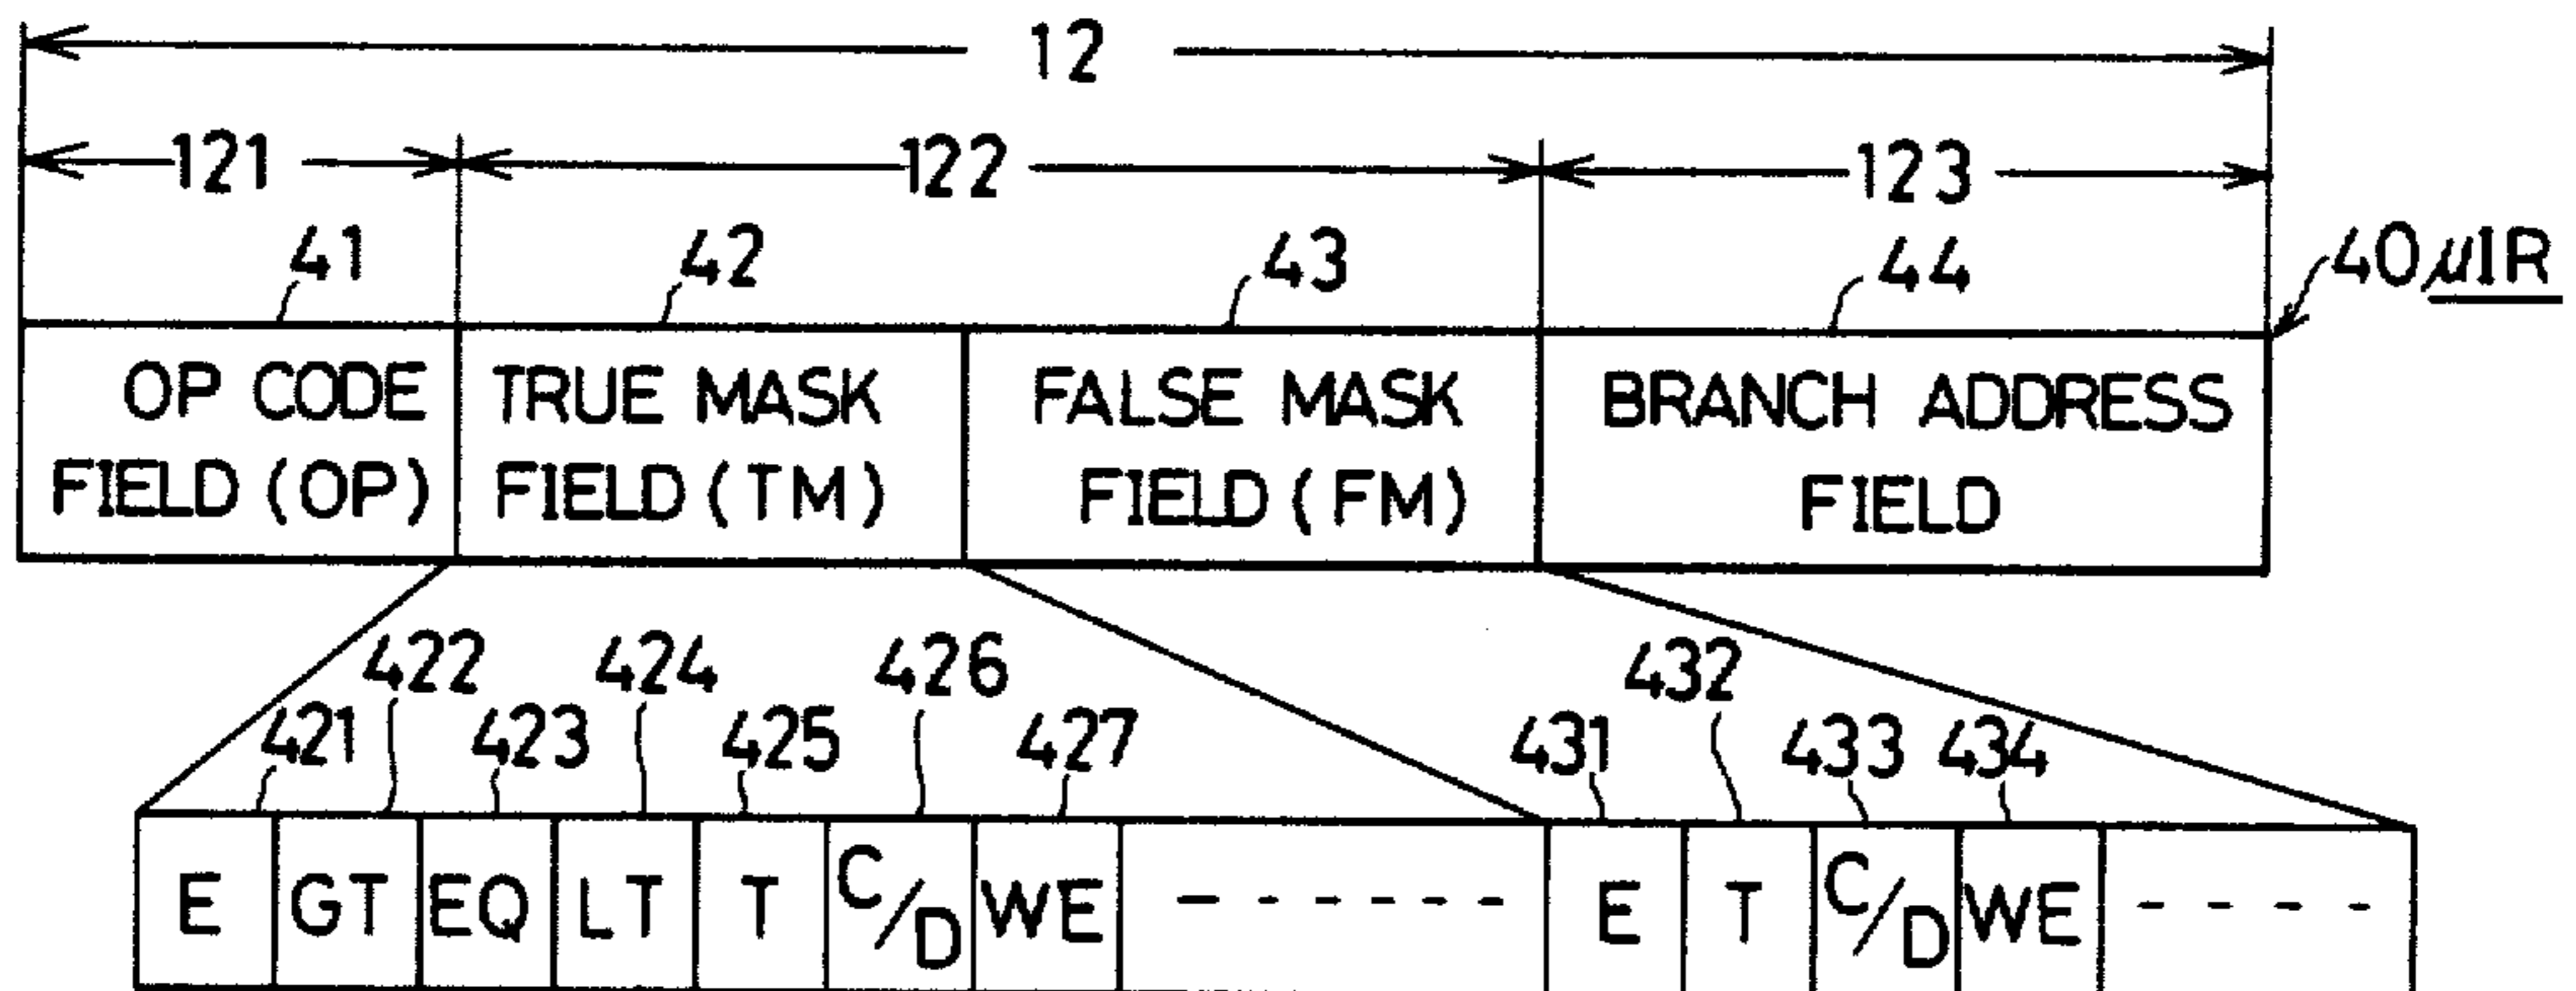 12
121 122 123
41 42 43 44 40 μIR
OP CODE FIELD (OP)
TRUE MASK FIELD (TM)
FALSE MASK FIELD (FM)
BRANCH ADDRESS FIELD
421 422 423 424 425 426 427 431 432 433 434
E GT EQ LT T C/D WE - - - - - - E T C/D WE - - - -